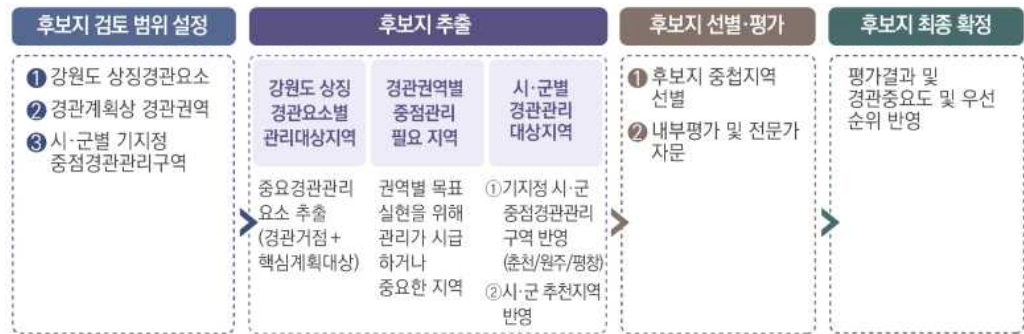 후보지 검토 범위 설정
❶ 강원도 상징경관요소
❷ 경관계획상 경관권역
❸ 시·군별 기지정
중점경관관리구역
후보지 추출
강원도 상징
경관요소별
관리대상지역
중요경관관리
요소 추출
(경관거점+
핵심계획대상)
경관권역별
중점관리
필요 지역
권역별 목표
실현을 위해
관리가 시급
하거나
중요한 지역
시·군별
경관관리
대상지역
①기지정 시·군
중점경관관리
구역 반영
(춘천/원주/평창)
②시·군 추천지역
반영
후보지 선별·평가
❶ 후보지 중첩지역
선별
❷ 내부평가 및 전문가
자문
후보지 최종 확정
평가결과 및
경관중요도 및 우선
순위 반영